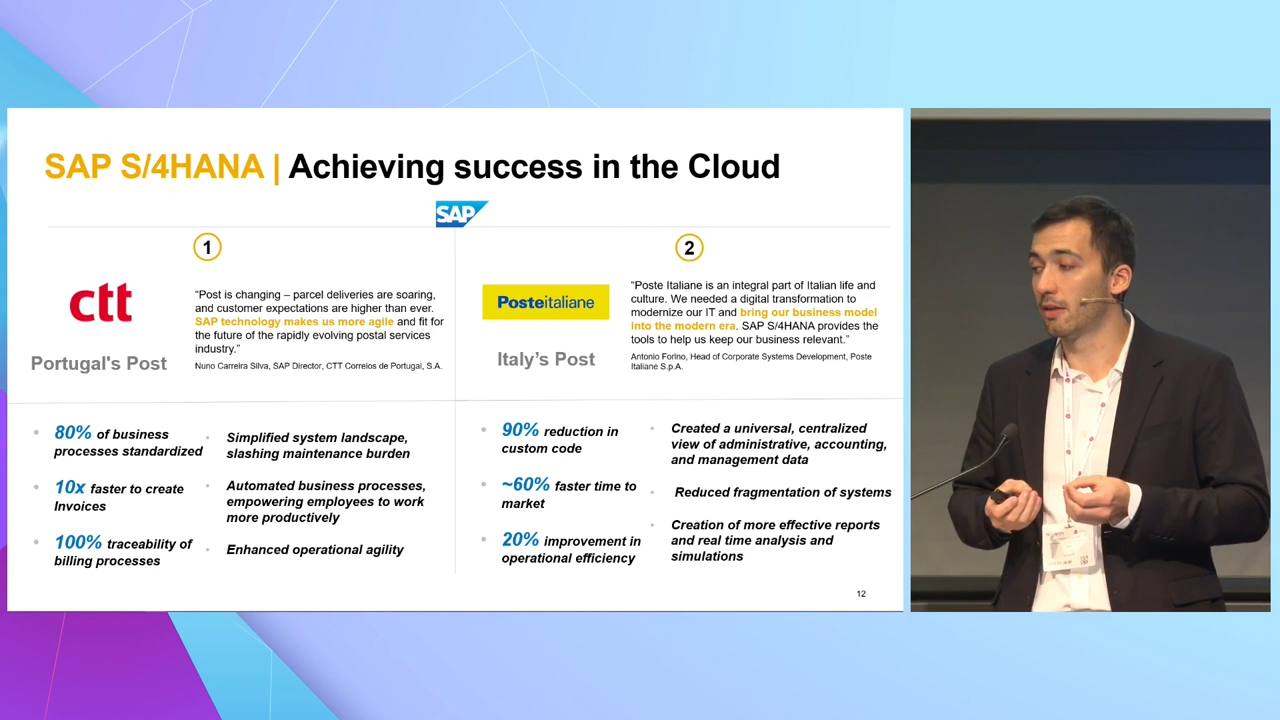 SAP S/4HANA | Achieving success in the Cloud
SAP
1
ctt
Portugal's Post
“Post is changing – parcel deliveries are soaring,
and customer expectations are higher than ever.
SAP technology makes us more agile and fit for
the future of the rapidly evolving postal services
industry.”
Nuno Carreira Silva, SAP Director, CTT Correios de Portugal, S.A.
80% of business
processes standardized
10x faster to create
Invoices
100% traceability of
billing processes
Simplified system landscape,
slashing maintenance burden
Automated business processes,
empowering employees to work
more productively
Enhanced operational agility
2
Posteitaliane
Italy’s Post
“Poste Italiane is an integral part of Italian life and
culture. We needed a digital transformation to
modernize our IT and bring our business model
into the modern era. SAP S/4HANA provides the
tools to help us keep our business relevant.”
Antonio Forino, Head of Corporate Systems Development, Poste
Italiane S.p.A.
90% reduction in
custom code
~60% faster time to
market
20% improvement in
operational efficiency
Created a universal, centralized
view of administrative, accounting,
and management data
Reduced fragmentation of systems
Creation of more effective reports
and real time analysis and
simulations
12